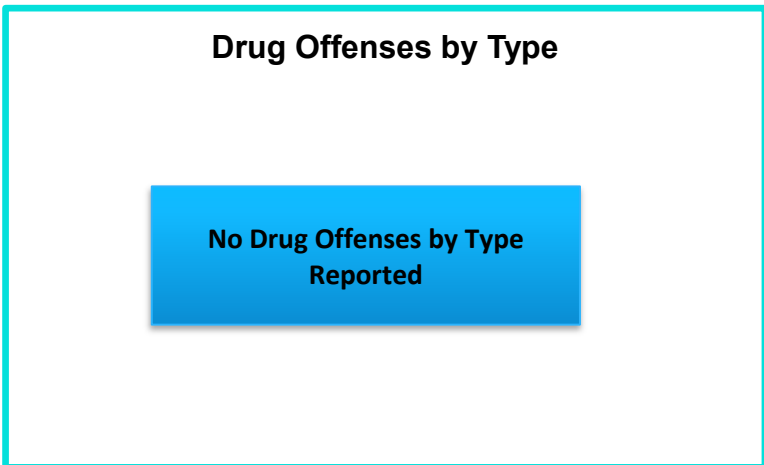 Drug Offenses by Type
No Drug Offenses by Type
Reported